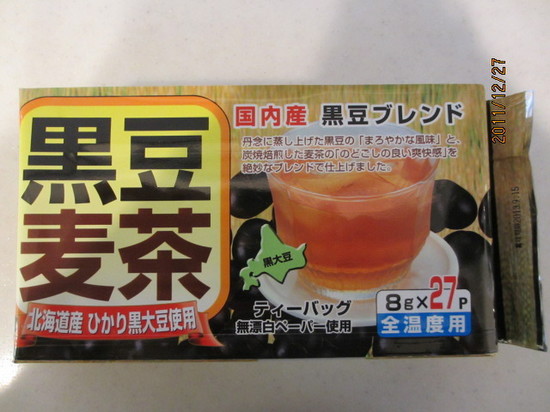 国内産 黒豆ブレンド
丹念に蒸し上げた黒豆の「まろやかな風味」と、
炭焼焙煎した麦茶の「のどごしの良い爽快感」を
絶妙なブレンドで仕上げました。
黒豆
麦茶
北海道産 ひかり黒大豆使用
黒大豆
ティーバッグ
無漂白ペーパー使用
8g×27P
全温度用
2011/12/27